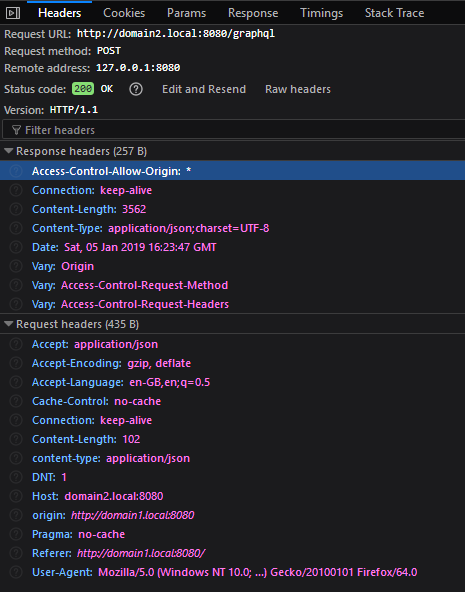 Headers Cookies Params Response Timings Stack Trace
Request URL: http://domain2.local:8080/graphql
Request method: POST
Remote address: 127.0.0.1:8080
Status code: 200 OK ? Edit and Resend Raw headers
Version: HTTP/1.1
Filter headers
Response headers (257 B)
? Access-Control-Allow-Origin: *
? Connection: keep-alive
? Content-Length: 3562
? Content-Type: application/json;charset=UTF-8
? Date: Sat, 05 Jan 2019 16:23:47 GMT
? Vary: Origin
? Vary: Access-Control-Request-Method
? Vary: Access-Control-Request-Headers
Request headers (435 B)
? Accept: application/json
? Accept-Encoding: gzip, deflate
? Accept-Language: en-GB,en;q=0.5
? Cache-Control: no-cache
? Connection: keep-alive
? Content-Length: 102
? content-type: application/json
? DNT: 1
? Host: domain2.local:8080
? origin: http://domain1.local:8080
? Pragma: no-cache
? Referer: http://domain1.local:8080/
? User-Agent: Mozilla/5.0 (Windows NT 10.0; ...) Gecko/20100101 Firefox/64.0